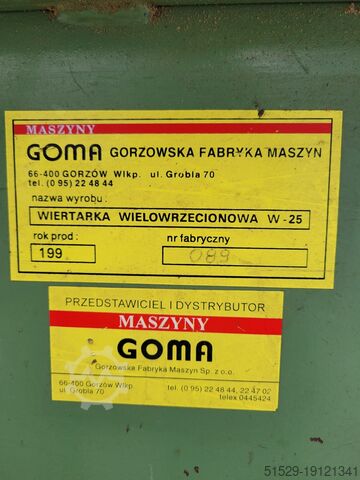 MASZYNY
GOMA GORZOWSKA FABRYKA MASZYN
66-400 GORZÓW Wlkp. ul. Grobla 70
tel. (0 95) 22 48 44
nazwa wyrobu:
WIERTARKA WIELOWRZECIONOWA W-25
rok prod: nr fabryczny
199 089
PRZEDSTAWICIEL I DYSTRYBUTOR
MASZYNY
GOMA
Gorzowska Fabryka Maszyn Sp. z o.o.
66-400 Gorzów Wlkp. tel. (0 95) 22 48 44, 22 47 02
ul. Grobla 70 telex 0445424
51529-19121341